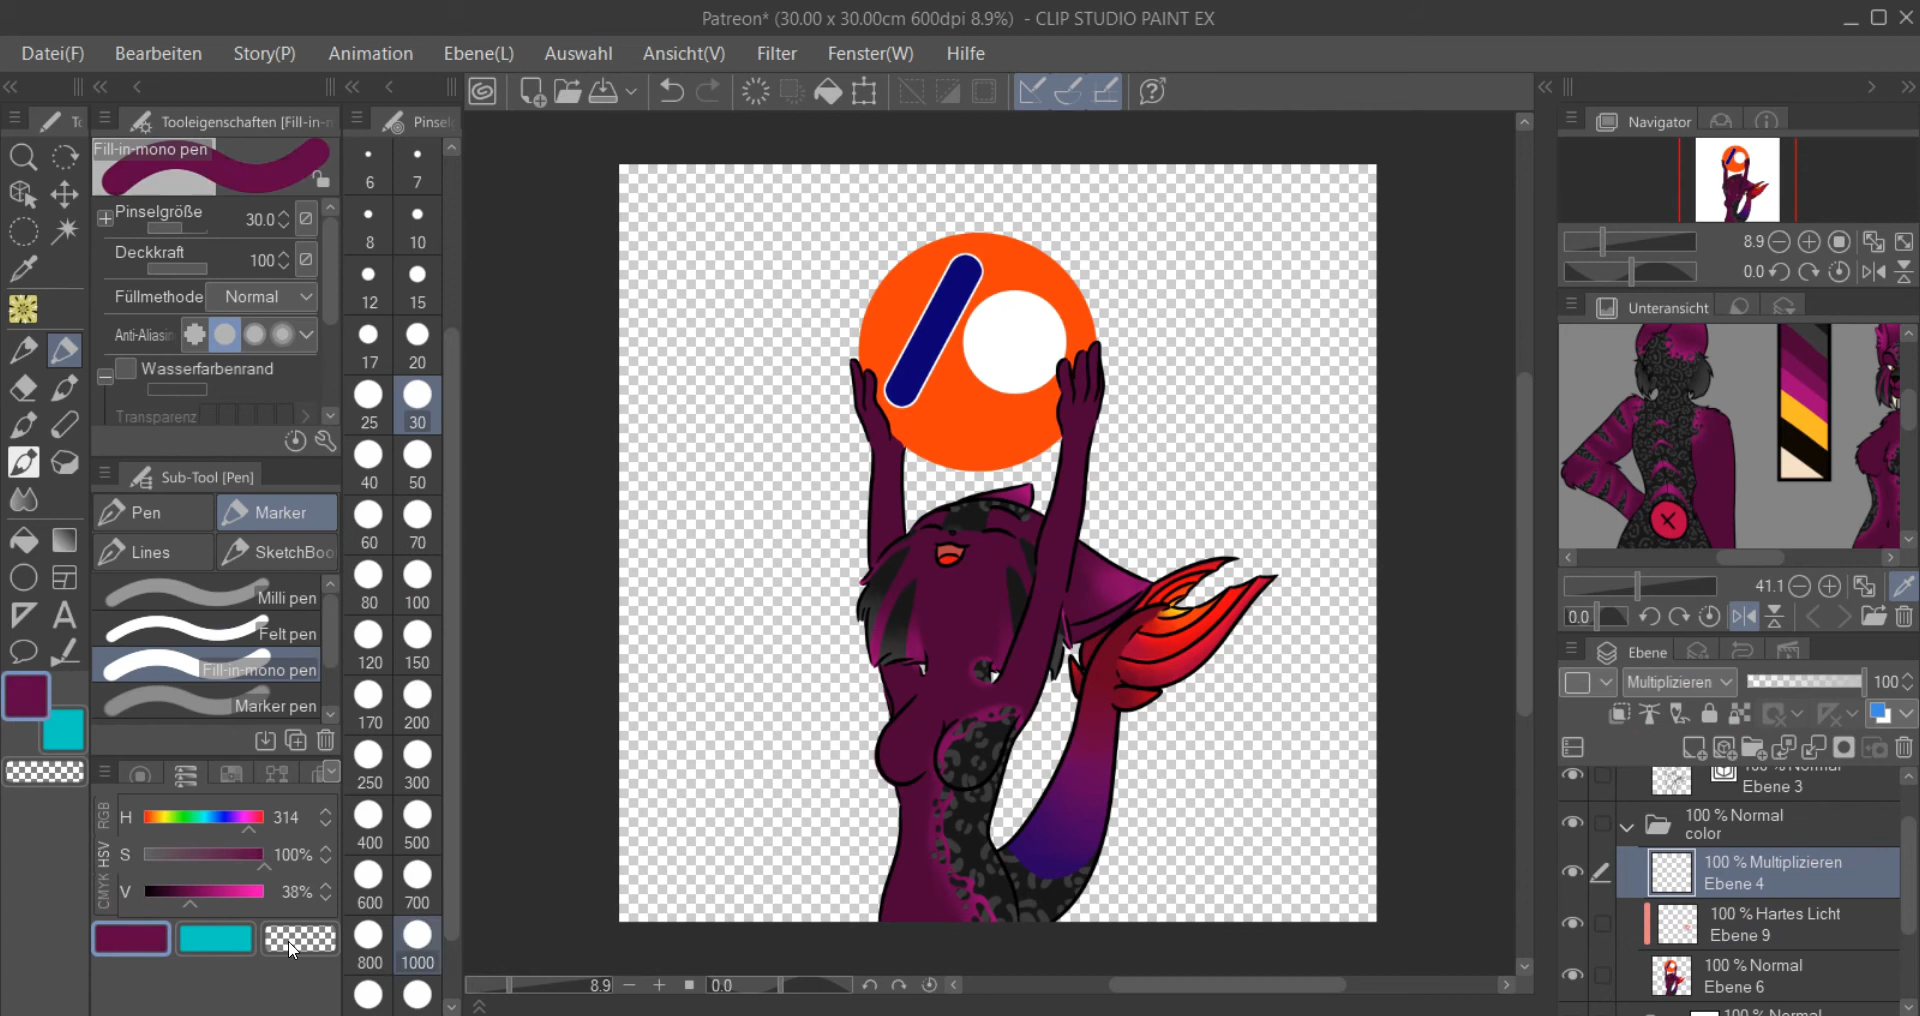 Patreon* (30.00 x 30.00cm 600dpi 8.9%) - CLIP STUDIO PAINT EX
Datei(F) Bearbeiten Story(P) Animation Ebene(L) Auswahl Ansicht(V) Filter Fenster(W) Hilfe
Tooleigenschaften [Fill-in-
Fill-in-mono pen
Pinselgröße 30.0
Deckkraft 100
Füllmethode Normal
Anti-Aliasin
Wasserfarbenrand
Transparenz
Sub-Tool [Pen]
Pen Marker
Lines SketchBoo
Milli pen
Felt pen
Fill-in-mono pen
Marker pen
RGB
HSV
CMYK
H 314
S 100%
V 38%
Pinsel
6 7
8 10
12 15
17 20
25 30
40 50
60 70
80 100
120 150
170 200
250 300
400 500
600 700
800 1000
8.9 0.0
Navigator
8.9
0.0
Unteransicht
41.1
0.0
Ebene
Multiplizieren 100
Ebene 3
100 % Normal
color
100 % Multiplizieren
Ebene 4
100 % Hartes Licht
Ebene 9
100 % Normal
Ebene 6
100 % Normal